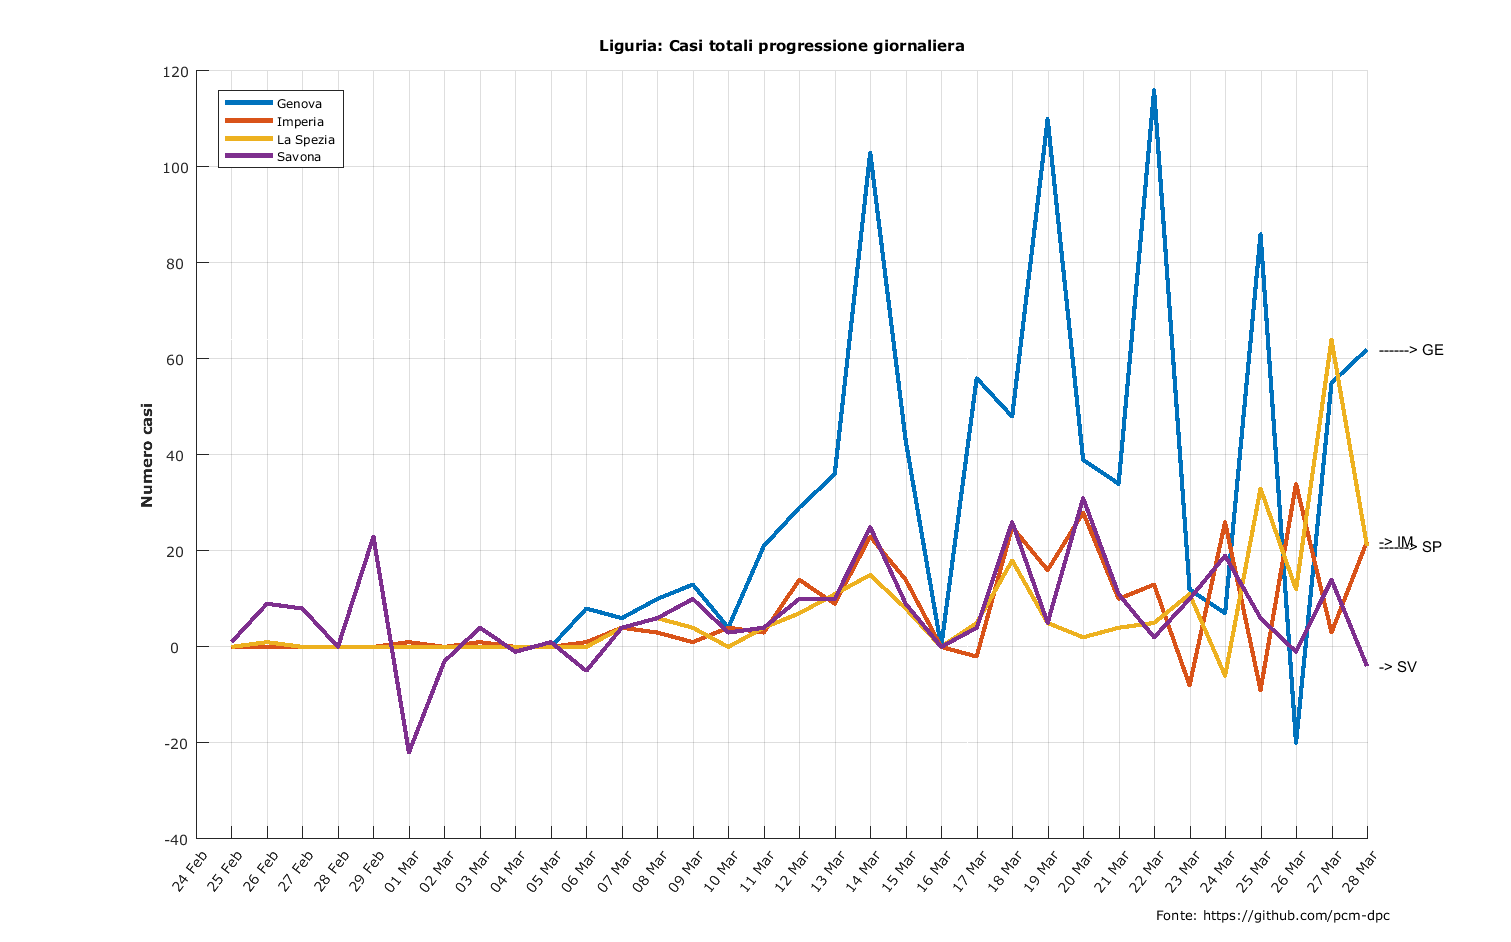 Liguria: Casi totali progressione giornaliera
120
100
80
60
40
20
0
-20
-40
Numero casi
Genova
Imperia
La Spezia
Savona
------> GE
-> IM
------> SP
-> SV
24 Feb
25 Feb
26 Feb
27 Feb
28 Feb
29 Feb
01 Mar
02 Mar
03 Mar
04 Mar
05 Mar
06 Mar
07 Mar
08 Mar
09 Mar
10 Mar
11 Mar
12 Mar
13 Mar
14 Mar
15 Mar
16 Mar
17 Mar
18 Mar
19 Mar
20 Mar
21 Mar
22 Mar
23 Mar
24 Mar
25 Mar
26 Mar
27 Mar
28 Mar
Fonte: https://github.com/pcm-dpc